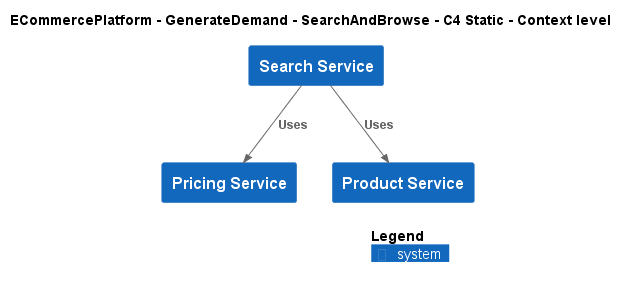 ECommercePlatform - GenerateDemand - SearchAndBrowse - C4 Static - Context level
Search Service
Uses
Uses
Pricing Service
Product Service
Legend
system